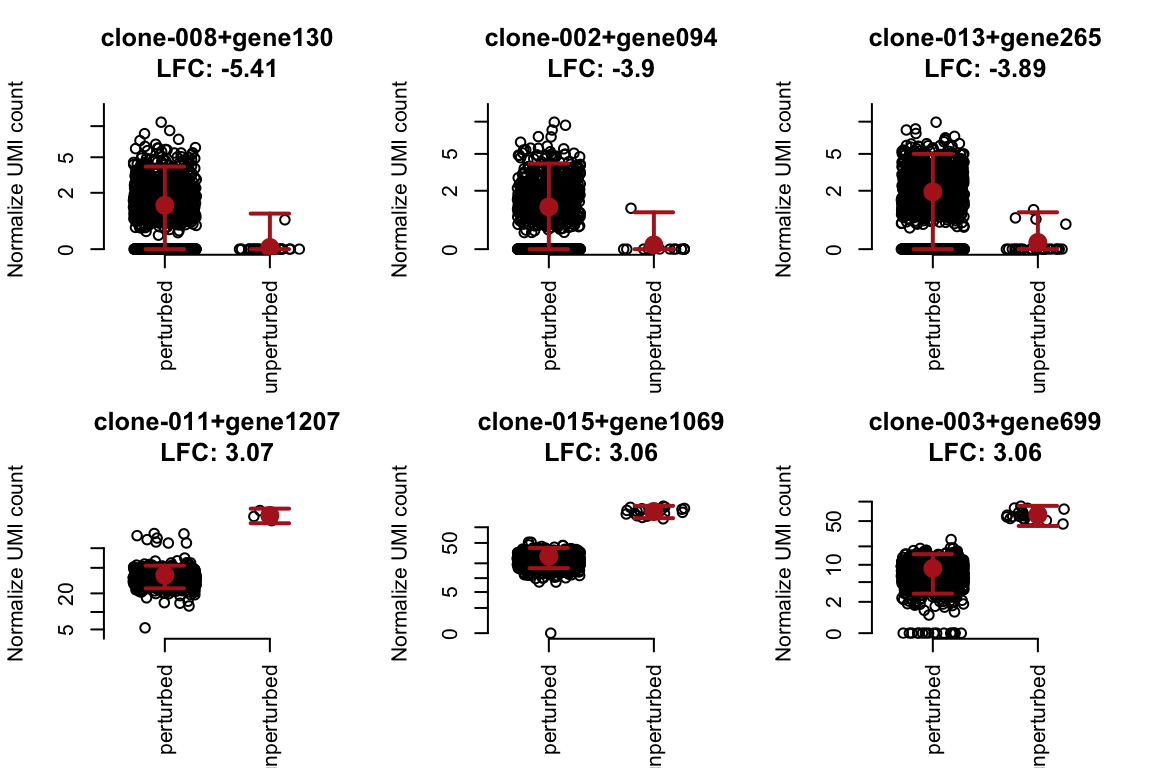 clone-008+gene130
LFC: -5.41
Normalize UMI count
5
2
0
perturbed
unperturbed
clone-002+gene094
LFC: -3.9
Normalize UMI count
5
2
0
perturbed
unperturbed
clone-013+gene265
LFC: -3.89
Normalize UMI count
5
2
0
perturbed
unperturbed
clone-011+gene1207
LFC: 3.07
Normalize UMI count
20
5
perturbed
nperturbed
clone-015+gene1069
LFC: 3.06
Normalize UMI count
50
5
0
perturbed
nperturbed
clone-003+gene699
LFC: 3.06
Normalize UMI count
50
10
2
0
perturbed
nperturbed